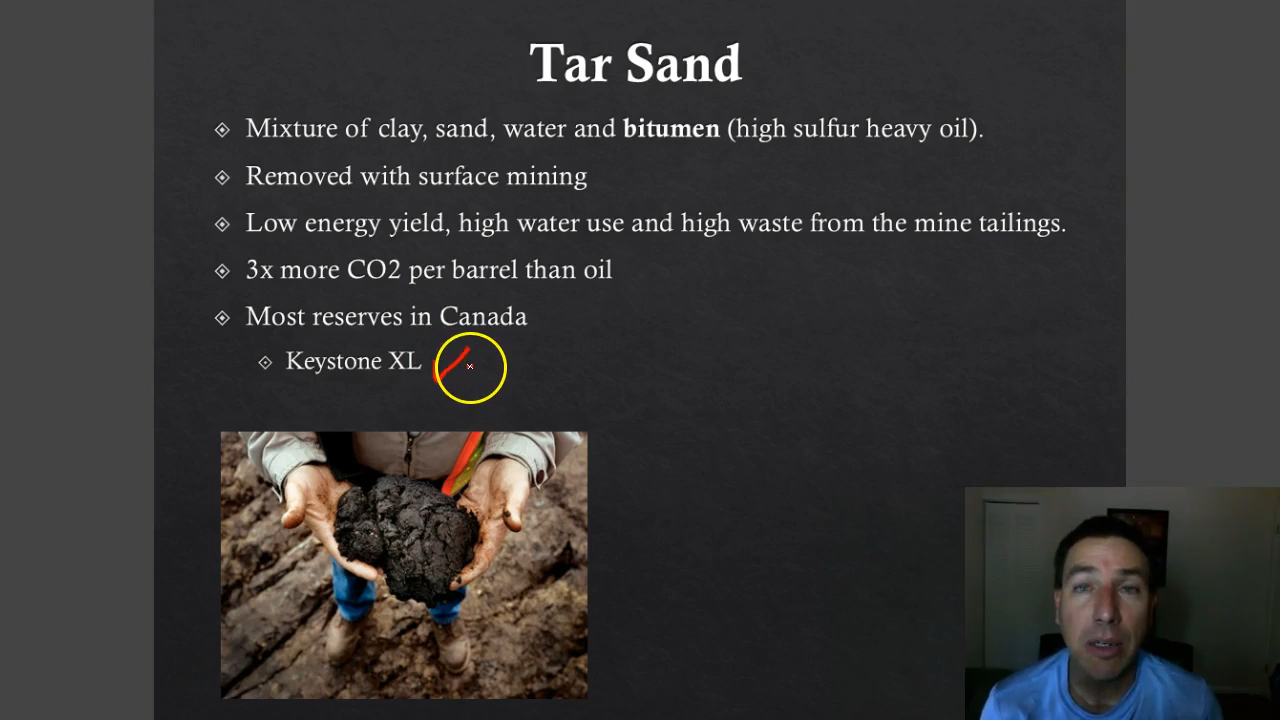 Tar Sand
Mixture of clay, sand, water and bitumen (high sulfur heavy oil).
Removed with surface mining
Low energy yield, high water use and high waste from the mine tailings.
3x more CO2 per barrel than oil
Most reserves in Canada
Keystone XL